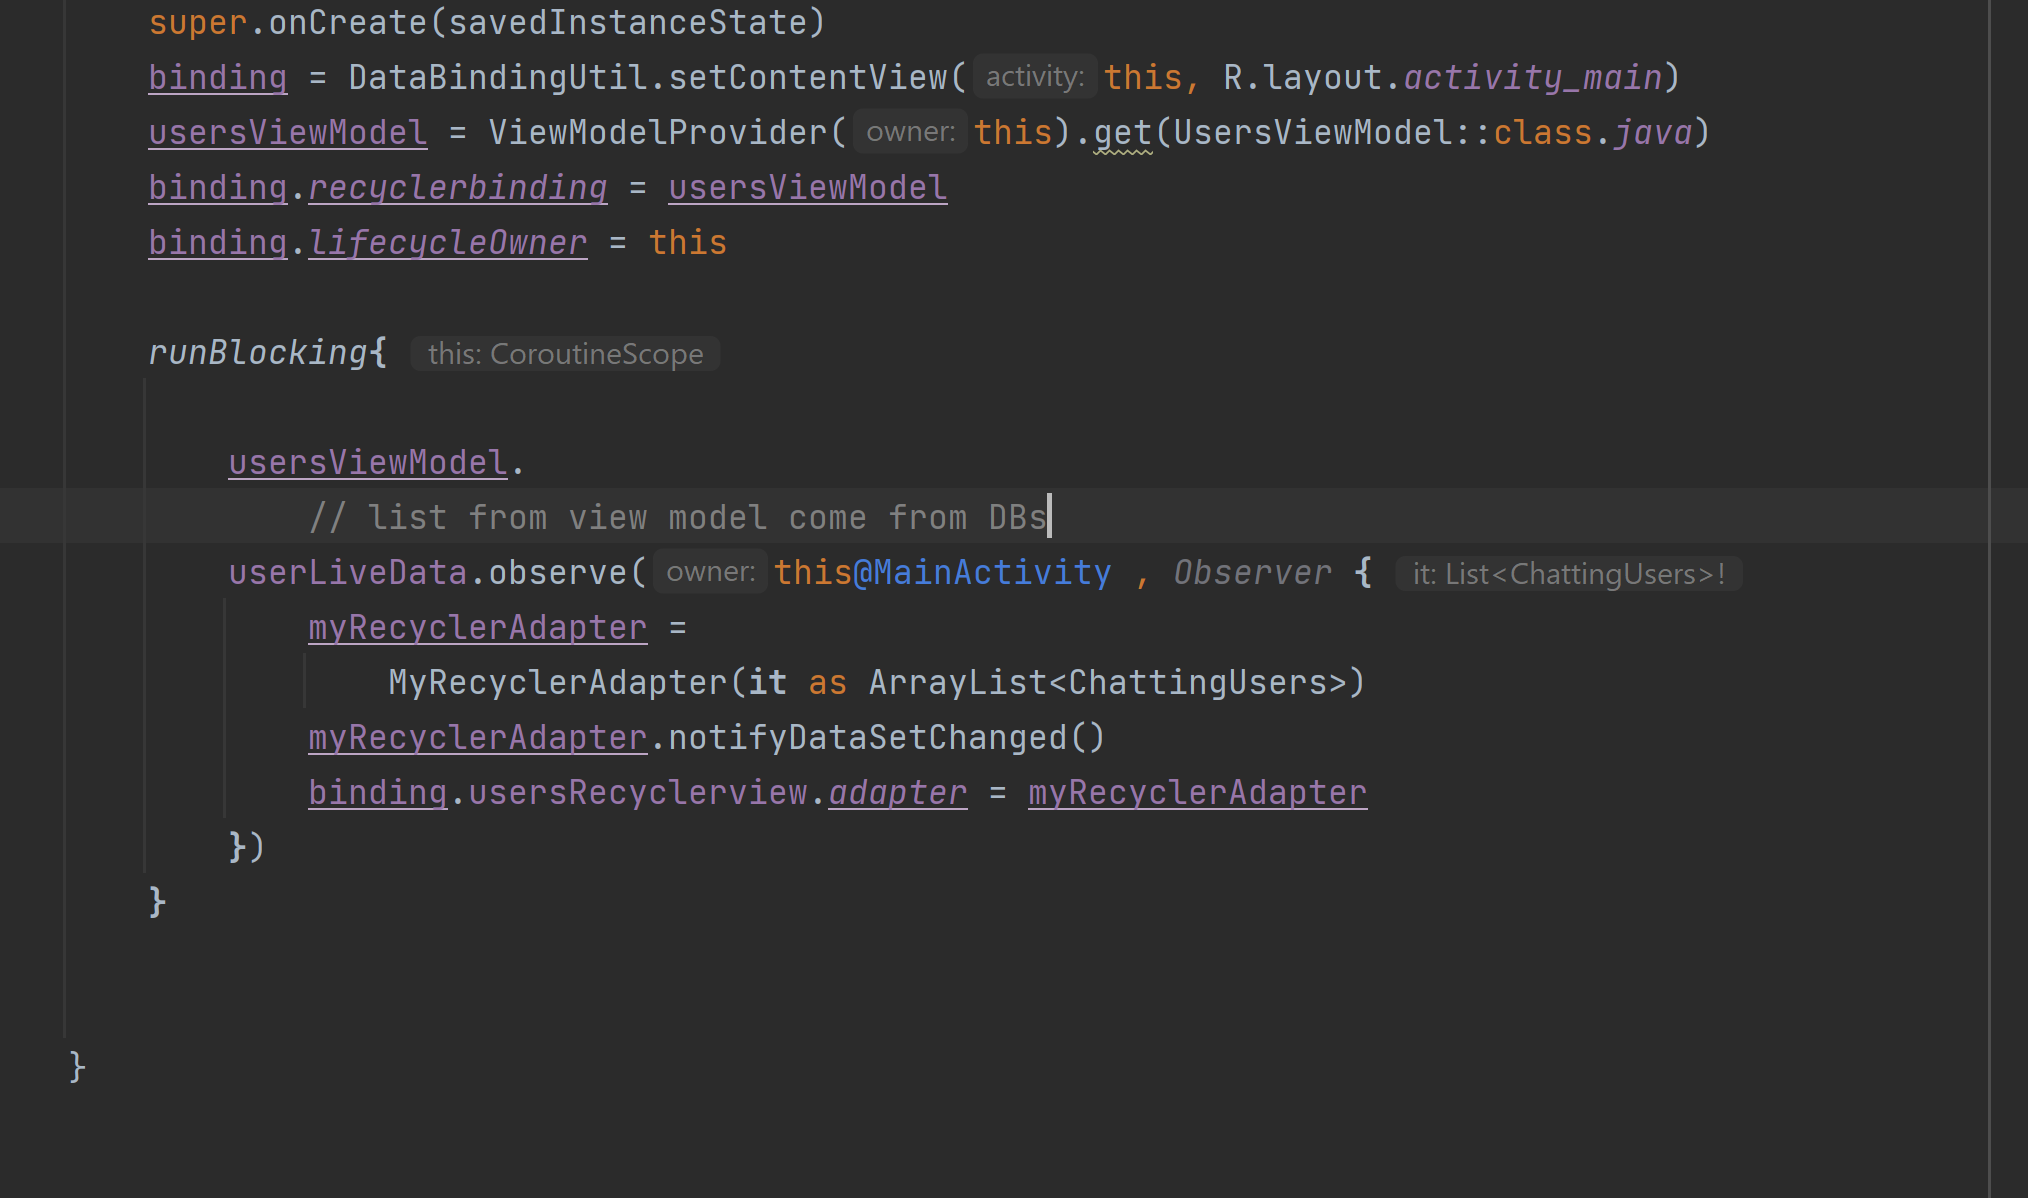 super.onCreate(savedInstanceState)
binding = DataBindingUtil.setContentView( activity: this, R.layout.activity_main)
usersViewModel = ViewModelProvider( owner: this).get(UsersViewModel::class.java)
binding.recyclerbinding = usersViewModel
binding.lifecycleOwner = this
runBlocking{ this: CoroutineScope
usersViewModel.
// list from view model come from DBs
userLiveData.observe( owner: this@MainActivity , Observer { it: List<ChattingUsers>!
myRecyclerAdapter =
MyRecyclerAdapter(it as ArrayList<ChattingUsers>)
myRecyclerAdapter.notifyDataSetChanged()
binding.usersRecyclerview.adapter = myRecyclerAdapter
})
}
}